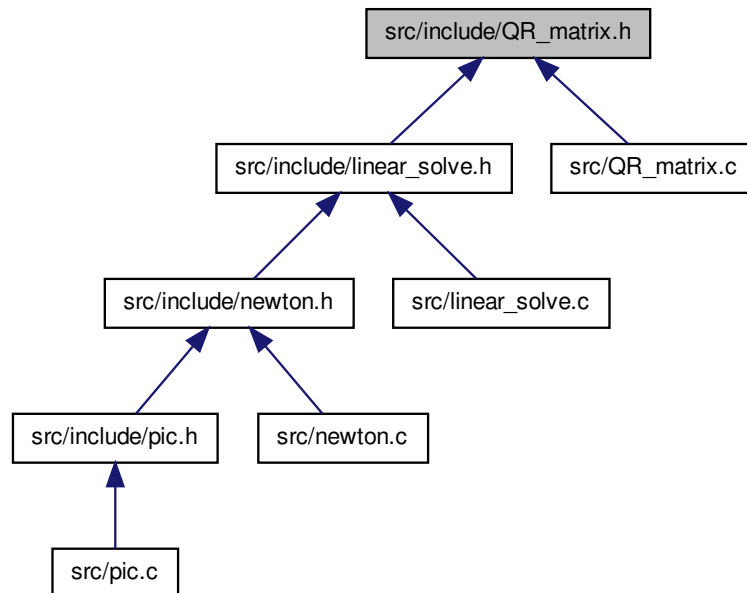 src/include/QR_matrix.h
src/include/linear_solve.h
src/QR_matrix.c
src/include/newton.h
src/linear_solve.c
src/include/pic.h
src/newton.c
src/pic.c